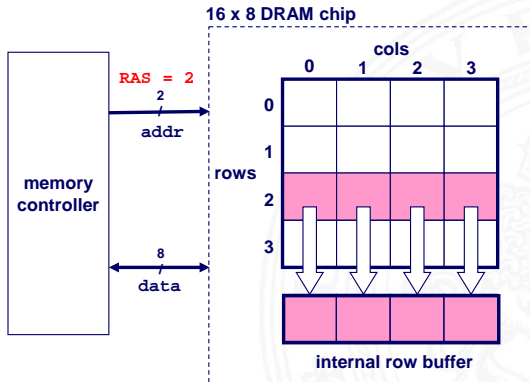 16 x 8 DRAM chip
cols
0 1 2 3
RAS = 2
2
addr
0
1
rows
2
3
memory
controller
8
data
internal row buffer